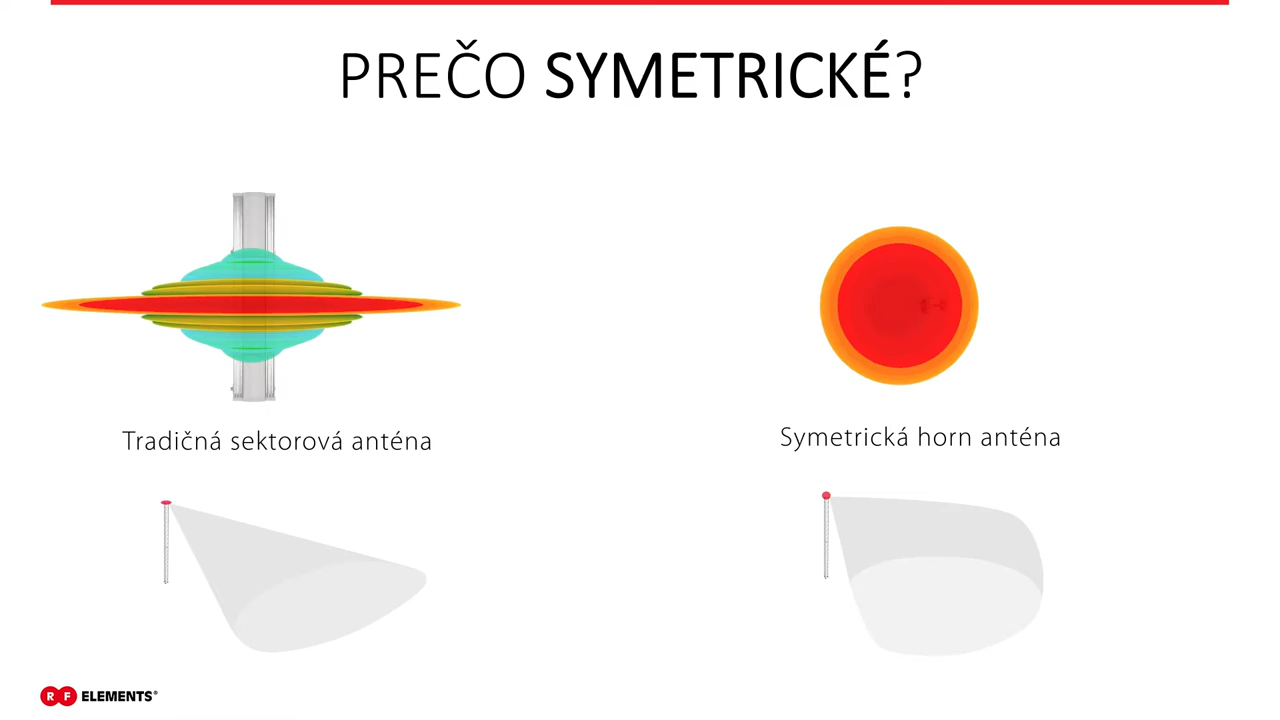 PREČO SYMETRICKÉ?
Tradičná sektorová anténa
Symetrická horn anténa
RF ELEMENTS®